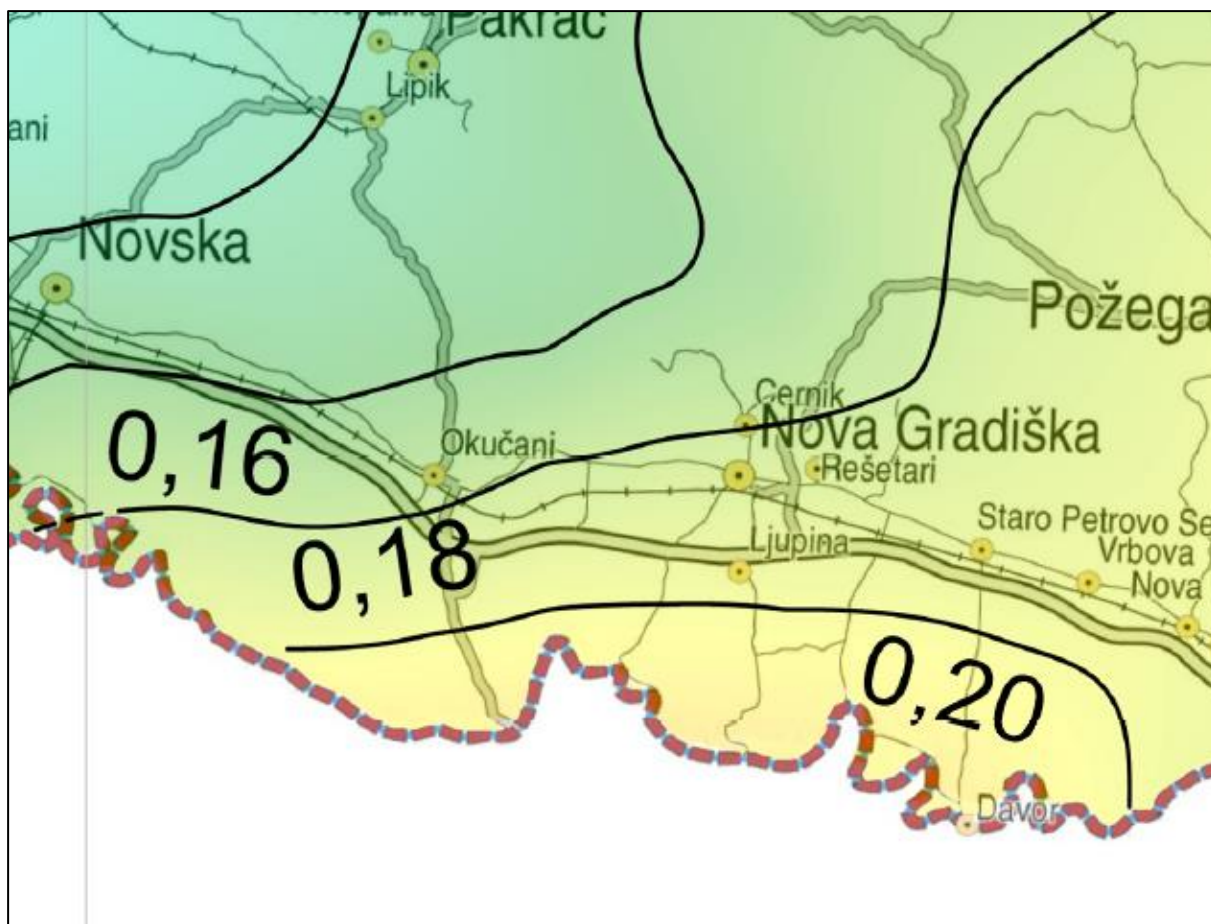 Pakrac
Lipik
ani
Novska
Požega
Cernik
Nova Gradiška
Okučani
Rešetari
0,16
Staro Petrovo Se
Ljupina
Vrbova
0,18
Nova
0,20
Davor